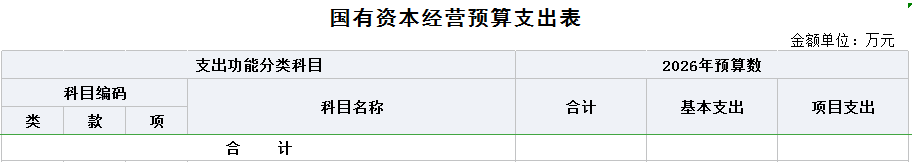 国有资本经营预算支出表
金额单位：万元
支出功能分类科目 2026年预算数
科目编码 科目名称 合计 基本支出 项目支出
类 款 项
合 计